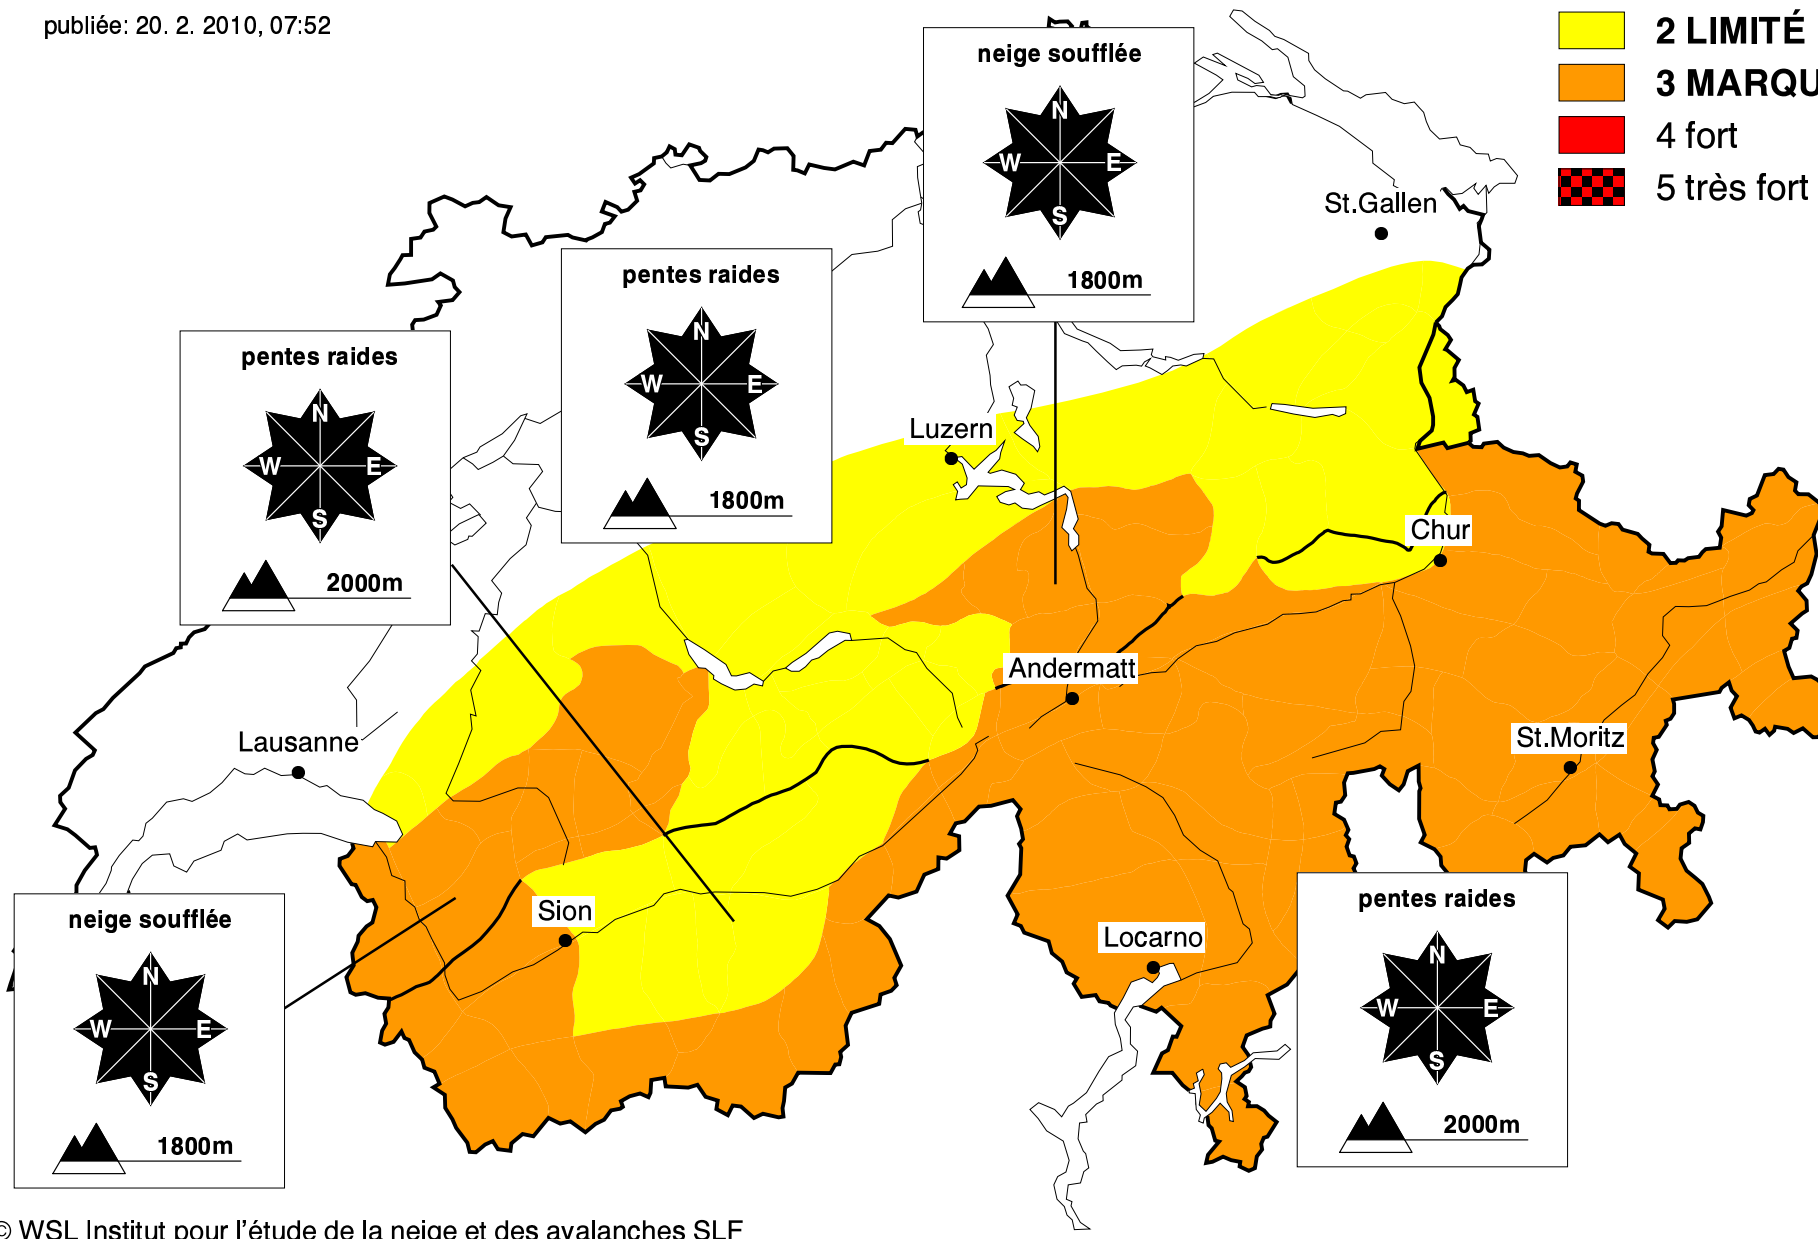 publiée: 20. 2. 2010, 07:52
2 LIMITÉ
3 MARQU
4 fort
5 très fort
neige soufflée
N
W E
S
1800m
St.Gallen
pentes raides
N
W E
S
1800m
pentes raides
N
W E
S
2000m
Luzern
Chur
Andermatt
Lausanne
St.Moritz
Sion
Locarno
neige soufflée
N
W E
S
1800m
pentes raides
N
W E
S
2000m
© WSL Institut pour l'étude de la neige et des avalanches SLF